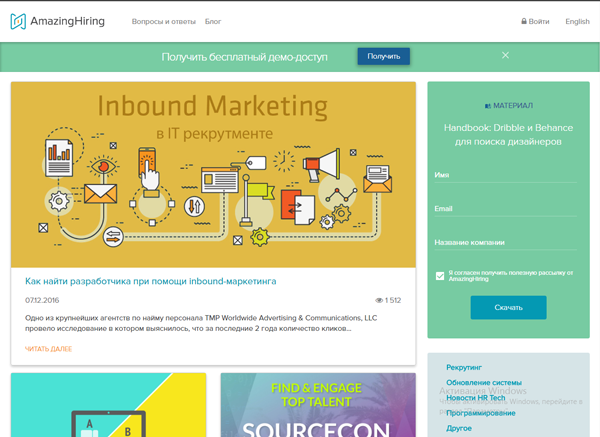 AmazingHiring
Вопросы и ответы Блог
Войти English
Получить бесплатный демо-доступ Получить
Inbound Marketing
в IT рекрутменте
Как найти разработчика при помощи inbound-маркетинга
07.12.2016 1 512
Одно из крупнейших агентств по найму персонала TMP Worldwide Advertising & Communications, LLC
провело исследование в котором выяснилось, что за последние 2 года количество кликов...
ЧИТАТЬ ДАЛЕЕ
A
B
FIND & ENGAGE
TOP TALENT
SOURCECON
МАТЕРИАЛ
Handbook: Dribble и Behance
для поиска дизайнеров
Имя
Email
Название компании
Я согласен получить полезную рассылку от
AmazingHiring
Скачать
Рекрутинг
Обновление системы
Новости HR Tech
Программирование
Другое
Активация Windows
Чтобы активировать Windows, перейдите в